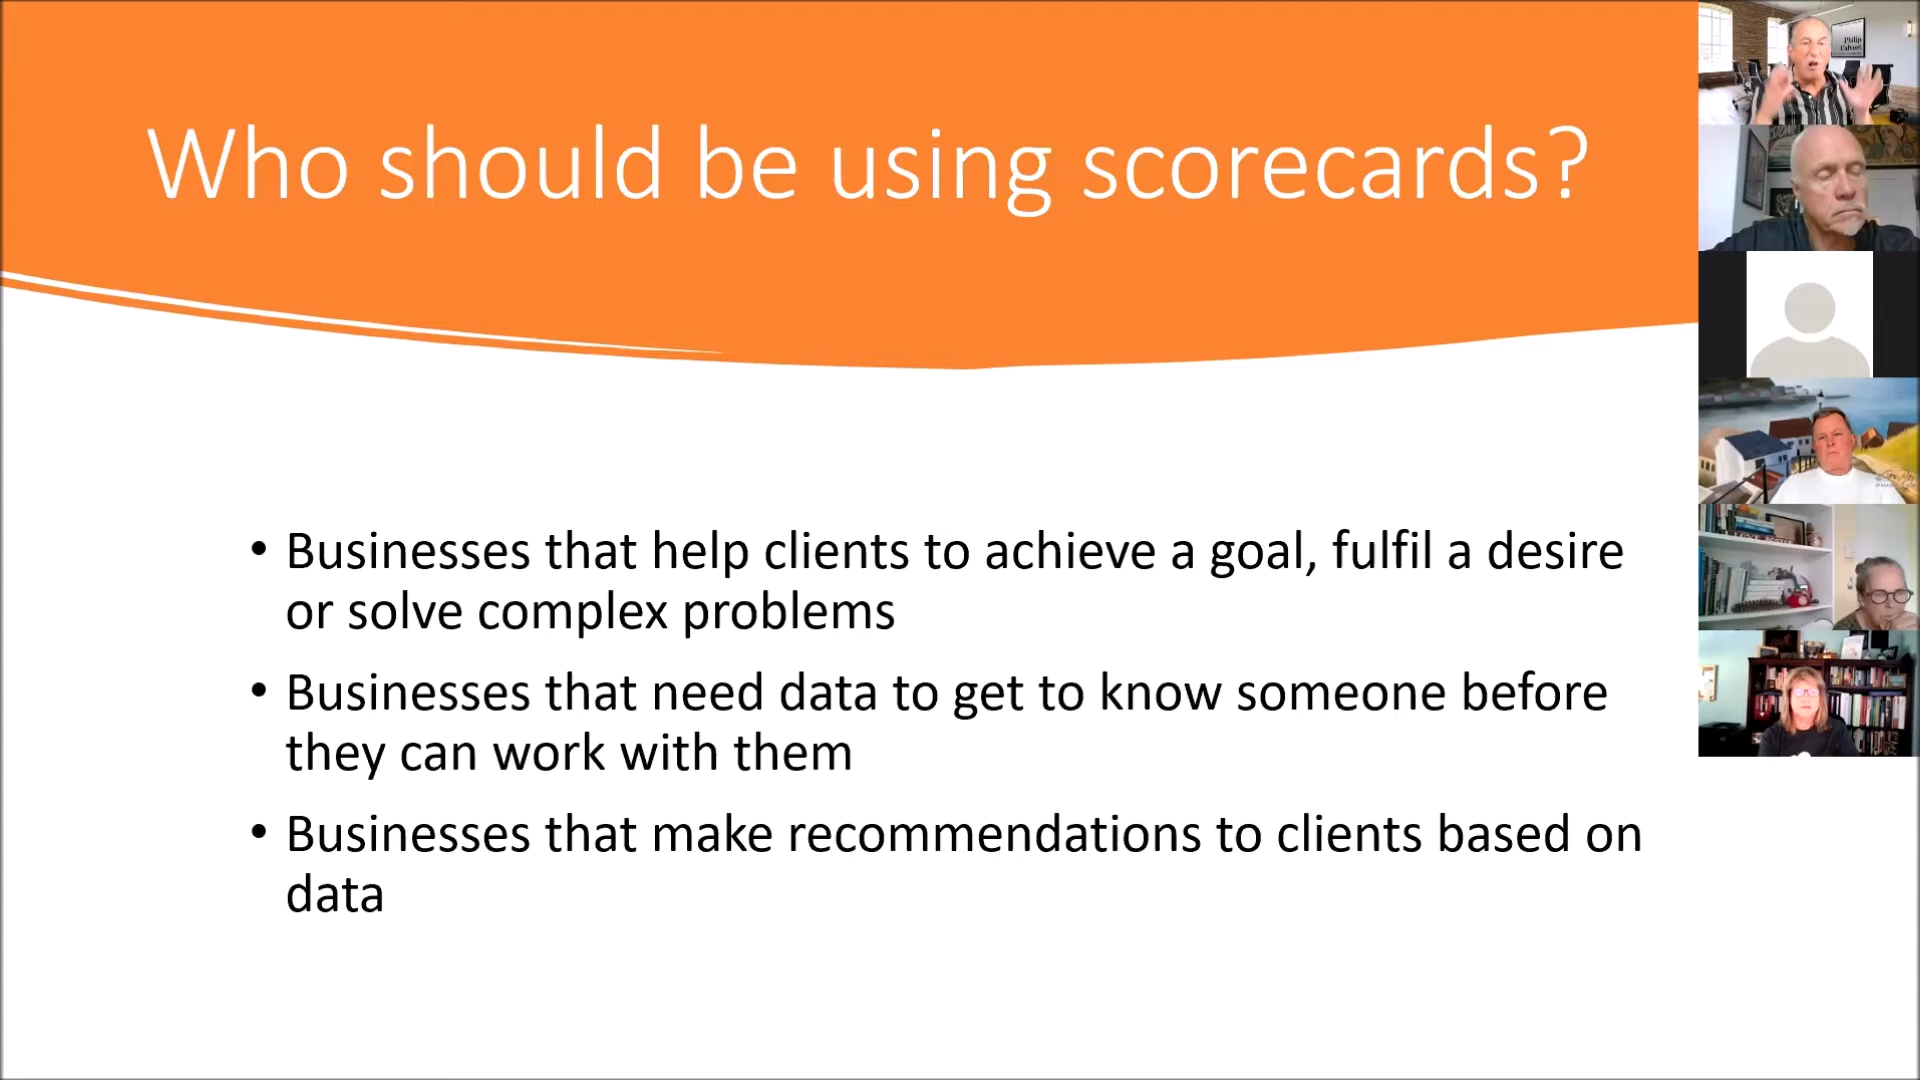 Who should be using scorecards?
Philip
Calvert
• Businesses that help clients to achieve a goal, fulfil a desire
or solve complex problems
• Businesses that need data to get to know someone before
they can work with them
• Businesses that make recommendations to clients based on
data